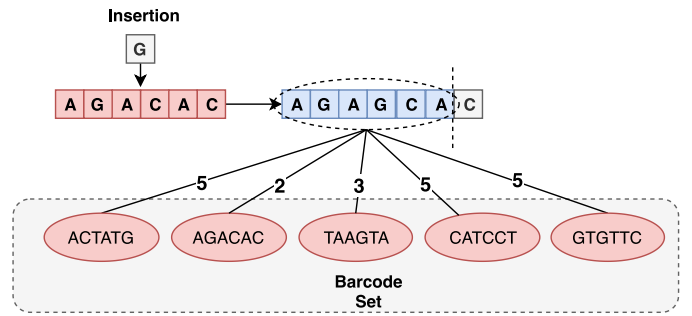 Insertion
G
A G A C A C
A G A G C A C
5 2 3 5 5
ACTATG AGACAC TAAGTA CATCCT GTGTTC
Barcode
Set